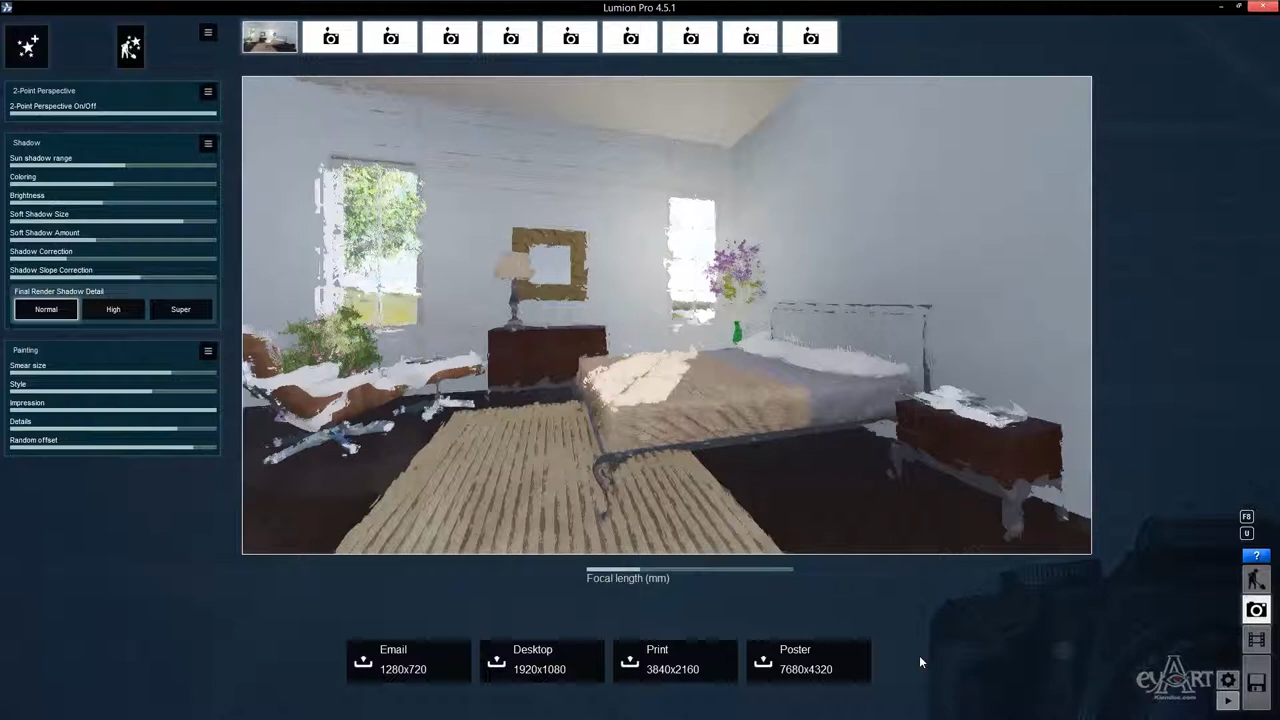 Lumion Pro 4.5.1
2-Point Perspective
2-Point Perspective On/Off
Shadow
Sun shadow range
Coloring
Brightness
Soft Shadow Size
Soft Shadow Amount
Shadow Correction
Shadow Slope Correction
Final Render Shadow Detail
Normal
High
Super
Painting
Smear size
Style
Impression
Details
Random offset
Focal length (mm)
Email
1280x720
Desktop
1920x1080
Print
3840x2160
Poster
7680x4320
F8
U
?